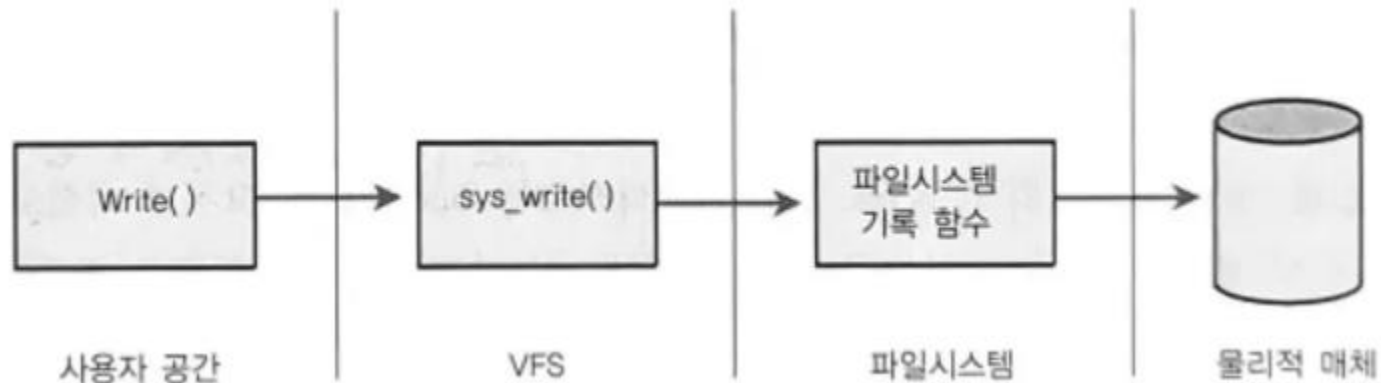 Write( )
sys_write( )
파일시스템
기록 함수
사용자 공간
VFS
파일시스템
물리적 매체